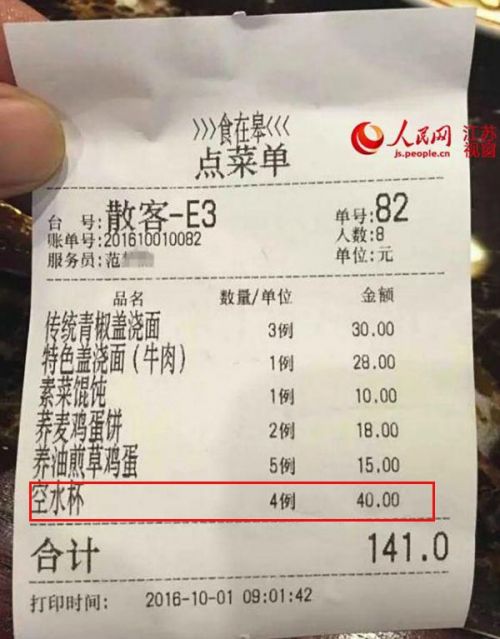 >>>食在皋<<<
点菜单
人民网
js.people.cn
江苏
视窗
台 号:散客-E3 单号:82
账单号:201610010082 人数:8
服务员:范 单位:元
品名 数量/单位 金额
传统青椒盖浇面 3例 30.00
特色盖浇面(牛肉) 1例 28.00
素菜馄饨 1例 10.00
荞麦鸡蛋饼 2例 18.00
养油煎草鸡蛋 5例 15.00
空水杯 4例 40.00
合计 141.0
打印时间: 2016-10-01 09:01:42